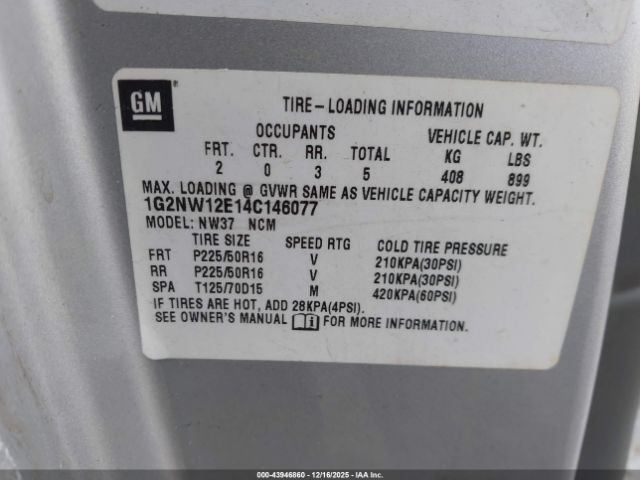 GM
TIRE-LOADING INFORMATION
OCCUPANTS VEHICLE CAP. WT.
FRT. CTR. RR. TOTAL KG LBS
2 0 3 5 408 899
MAX. LOADING @ GVWR SAME AS VEHICLE CAPACITY WEIGHT.
1G2NW12E14C146077
MODEL: NW37 NCM
TIRE SIZE SPEED RTG COLD TIRE PRESSURE
FRT P225/50R16 V 210KPA(30PSI)
RR P225/50R16 V 210KPA(30PSI)
SPA T125/70D15 M 420KPA(60PSI)
IF TIRES ARE HOT, ADD 28KPA(4PSI).
SEE OWNER'S MANUAL i FOR MORE INFORMATION.
000-43946860 - 12/16/2025 - IAA, Inc.